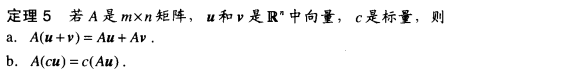 定理 5 若 A 是 m×n 矩阵， u 和 v 是 ℝⁿ 中向量， c 是标量， 则
a. A(u+v) = Au + Av .
b. A(cu) = c(Au) .